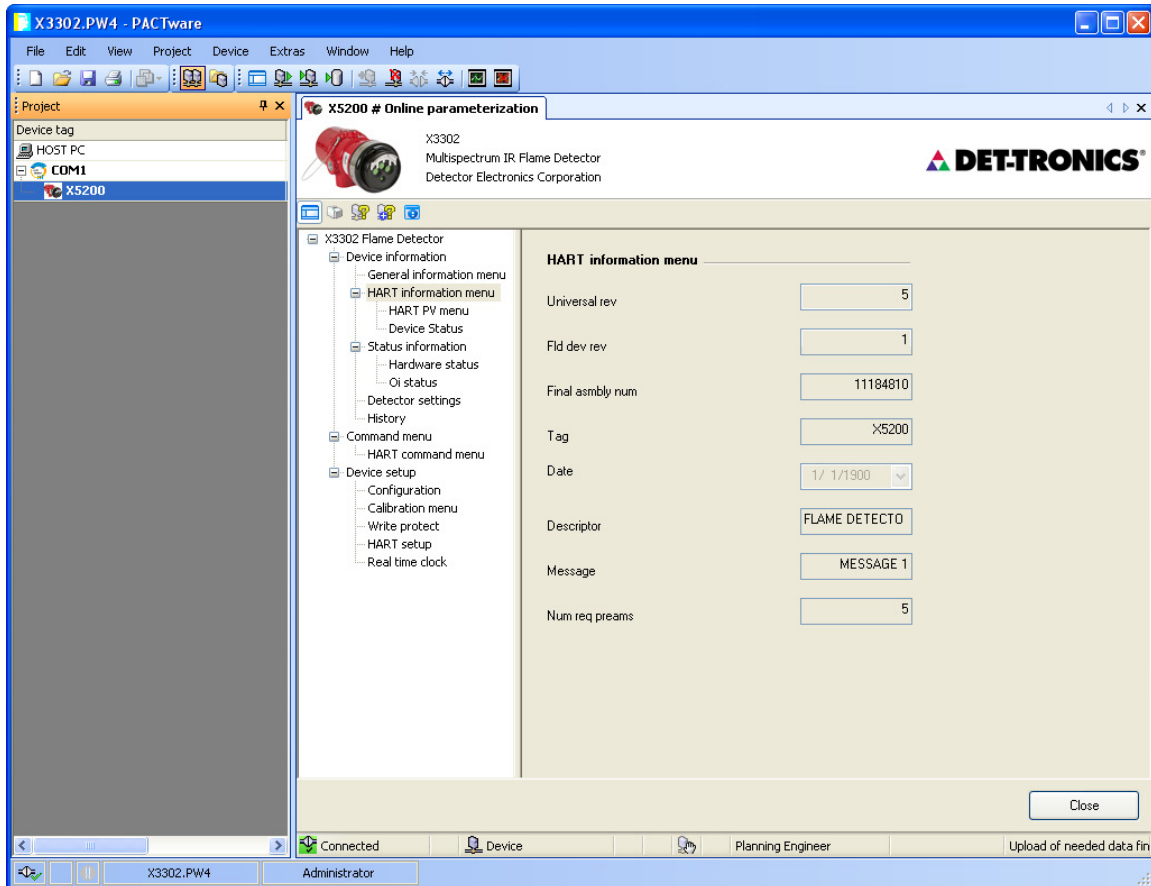 X3302.PW4 - PACTware
File Edit View Project Device Extras Window Help
Project
X5200 # Online parameterization
Device tag
HOST PC
COM1
X5200
X3302
Multispectrum IR Flame Detector
Detector Electronics Corporation
DET-TRONICS®
X3302 Flame Detector
Device information
General information menu
HART information menu
HART PV menu
Device Status
Status information
Hardware status
Oi status
Detector settings
History
Command menu
HART command menu
Device setup
Configuration
Calibration menu
Write protect
HART setup
Real time clock
HART information menu
Universal rev 5
Fld dev rev 1
Final asmbly num 11184810
Tag X5200
Date 1/ 1/1900
Descriptor FLAME DETECTO
Message MESSAGE 1
Num req preams 5
Close
Connected Device Planning Engineer Upload of needed data fin
X3302.PW4 Administrator